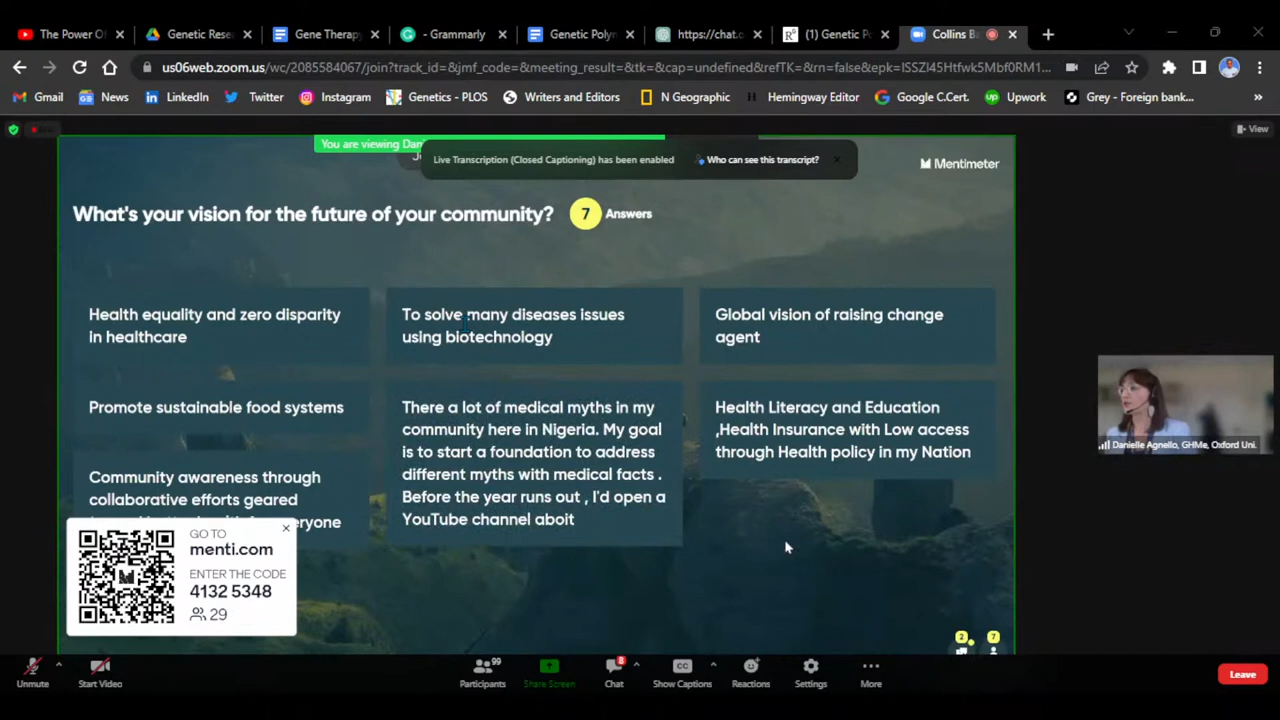 The Power O
Genetic Rese
Gene Therapy
- Grammarly
Genetic Polyn
https://chat.o
(1) Genetic Po
Collins B
us06web.zoom.us/wc/2085584067/join?track_id=&jmf_code=&meeting_result=&tk=&cap=undefined&refTK=&rn=false&epk=ISSZI45Htfwk5Mbf0RM1...
Gmail
News
LinkedIn
Twitter
Instagram
Genetics - PLOS
Writers and Editors
N Geographic
Hemingway Editor
Google C.Cert.
Upwork
Grey - Foreign bank...
»
View
You are viewing Dan
Live Transcription (Closed Captioning) has been enabled
Who can see this transcript?
Mentimeter
What's your vision for the future of your community?
7 Answers
Health equality and zero disparity
in healthcare
To solve many diseases issues
using biotechnology
Global vision of raising change
agent
Promote sustainable food systems
There a lot of medical myths in my
community here in Nigeria. My goal
is to start a foundation to address
different myths with medical facts .
Before the year runs out , I'd open a
YouTube channel aboit
Health Literacy and Education
,Health Insurance with Low access
through Health policy in my Nation
Community awareness through
collaborative efforts geared
eryone
GO TO
menti.com
ENTER THE CODE
4132 5348
29
Danielle Agnello, GHMe, Oxford Uni.
2
7
Unmute
Start Video
99
Participants
Share Screen
8
Chat
CC
Show Captions
Reactions
Settings
More
Leave